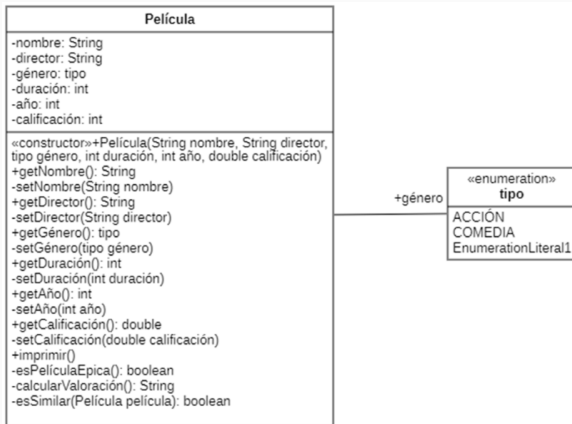 Película
-nombre: String
-director: String
-género: tipo
-duración: int
-año: int
-calificación: int
«constructor»+Película(String nombre, String director,
tipo género, int duración, int año, double calificación)
+getNombre(): String
-setNombre(String nombre)
+getDirector(): String
-setDirector(String director)
+getGénero(): tipo
-setGénero(tipo género)
+getDuración(): int
-setDuración(int duración)
+getAño(): int
-setAño(int año)
+getCalificación(): double
-setCalificación(double calificación)
+imprimir()
-esPelículaEpica(): boolean
-calcularValoración(): String
-esSimilar(Película película): boolean
+género
«enumeration»
tipo
ACCIÓN
COMEDIA
EnumerationLiteral1